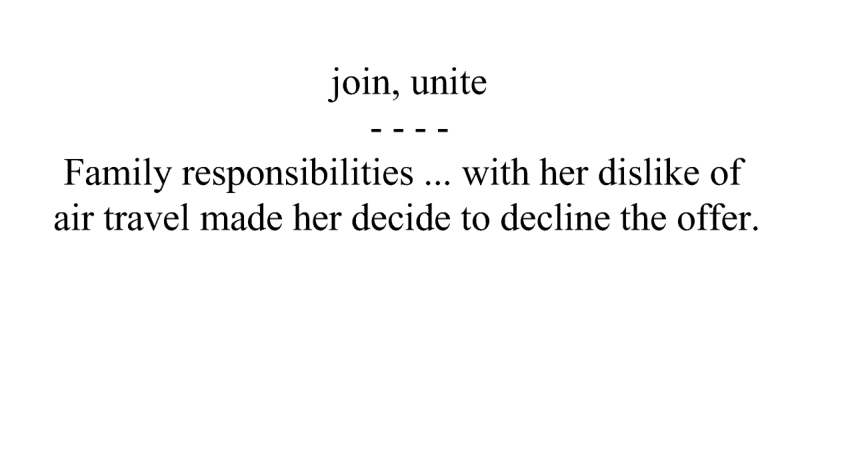 join, unite
- - - -
Family responsibilities ... with her dislike of
air travel made her decide to decline the offer.